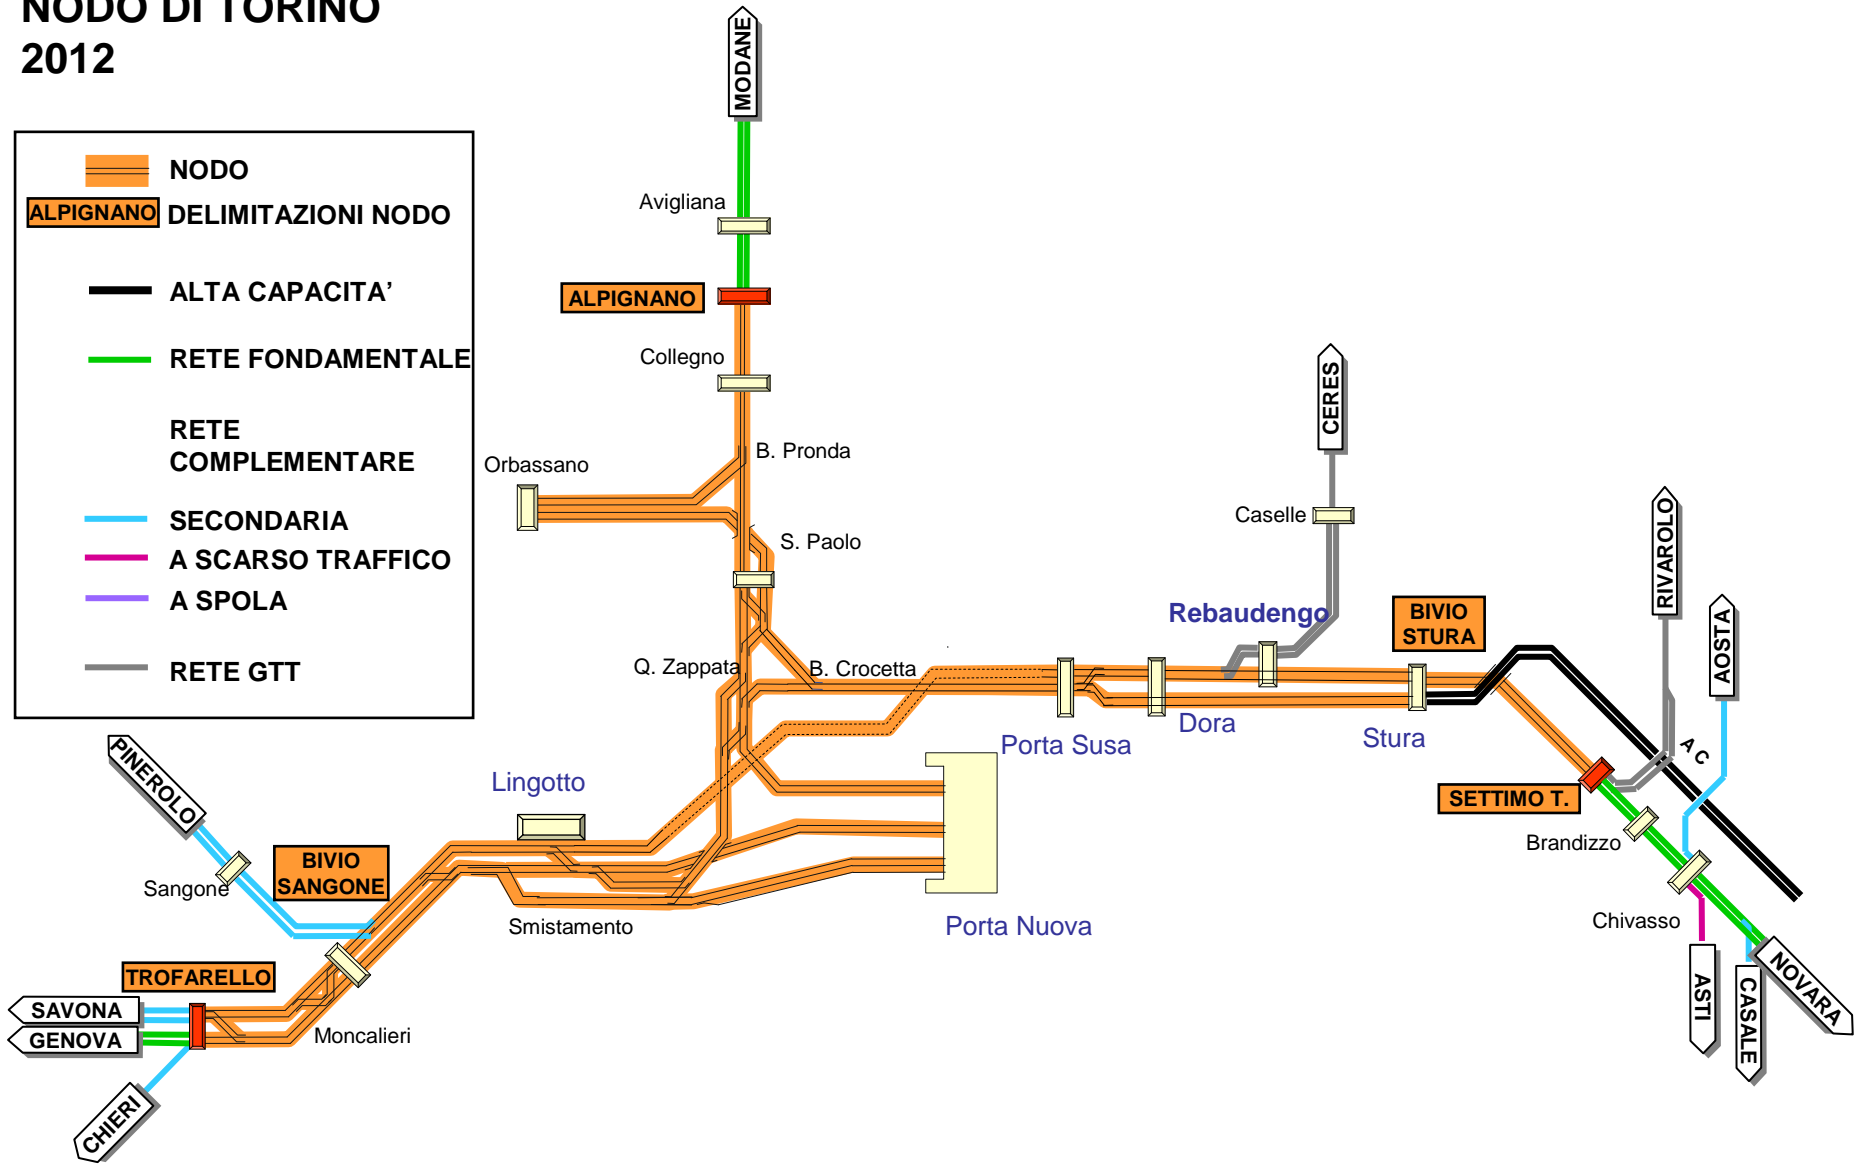 NODO DI TORINO
2012
NODO
ALPIGNANO DELIMITAZIONI NODO
ALTA CAPACITA’
RETE FONDAMENTALE
RETE
COMPLEMENTARE
SECONDARIA
A SCARSO TRAFFICO
A SPOLA
RETE GTT
MODANE
Avigliana
ALPIGNANO
Collegno
B. Pronda
Orbassano
S. Paolo
Q. Zappata
B. Crocetta
CERES
Caselle
Rebaudengo
BIVIO
STURA
RIVAROLO
AOSTA
Porta Susa
Dora
Stura
A C
SETTIMO T.
Brandizzo
Chivasso
ASTI
CASALE
NOVARA
PINEROLO
Sangone
BIVIO
SANGONE
Lingotto
Smistamento
Porta Nuova
TROFARELLO
SAVONA
GENOVA
Moncalieri
CHIERI